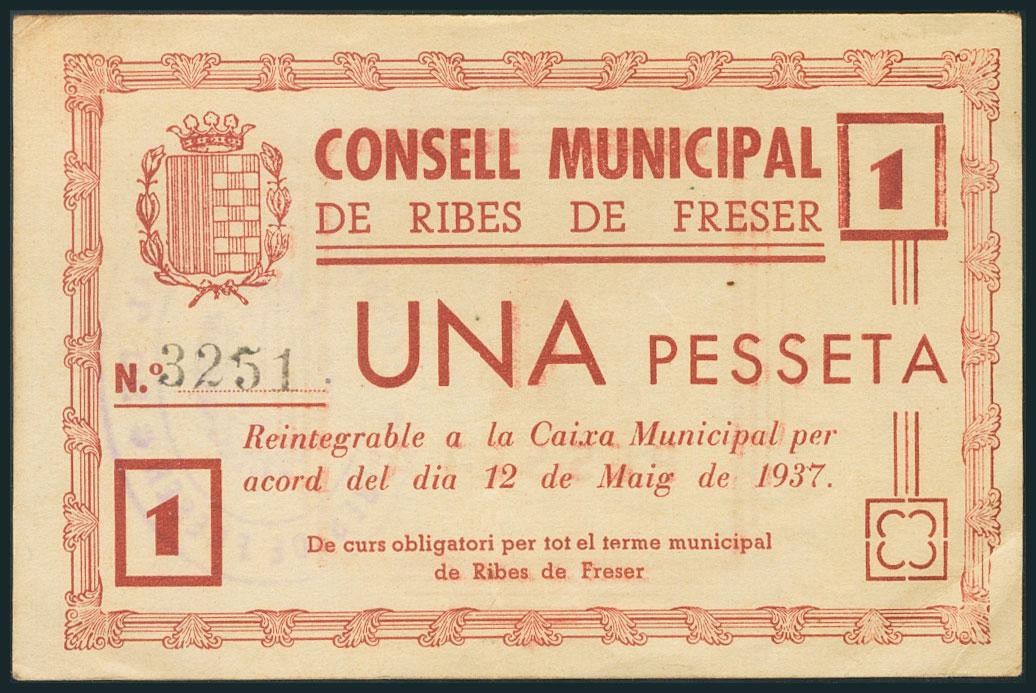 CONSELL MUNICIPAL
DE RIBES DE FRESER
1
N.º 3251
UNA PESSETA
Reintegrable a la Caixa Municipal per
acord del dia 12 de Maig de 1937.
1
De curs obligatori per tot el terme municipal
de Ribes de Freser